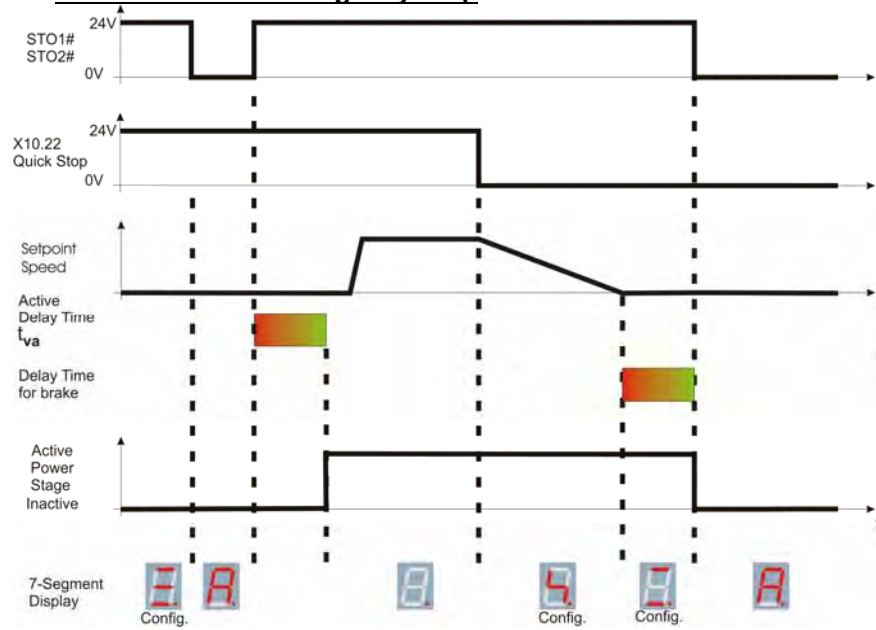 24V
STO1#
STO2#
0V
24V
X10.22
Quick Stop
0V
Setpoint
Speed
Active
Delay Time
tva
Delay Time
for brake
Active
Power
Stage
Inactive
7-Segment
Display
Config.
Config.
Config.